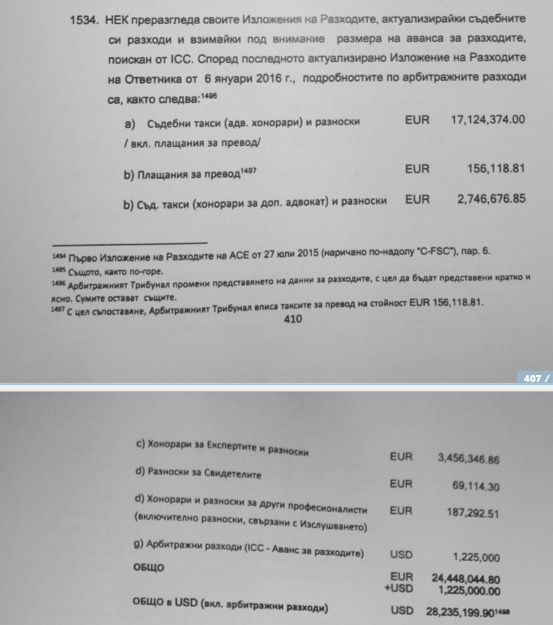 1534. НЕК преразгледа своите Изложения на Разходите, актуализирайки съдебните
си разходи и взимайки под внимание размера на аванса за разходите,
поискан от ICC. Според последното актуализирано Изложение на Разходите
на Ответника от 6 януари 2016 г., подробностите по арбитражните разходи
са, както следва:1496
a) Съдебни такси (адв. хонорари) и разноски EUR 17,124,374.00
/ вкл. плащания за превод/
b) Плащания за превод1497 EUR 156,118.81
b) Съд. такси (хонорари за доп. адвокат) и разноски EUR 2,746,676.85
1494 Първо Изложение на Разходите на ACE от 27 юли 2015 (наричано по-надолу "C-FSC"), пар. 6.
1495 Същото, както по-горе.
1496 Арбитражният Трибунал промени представянето на данни за разходите, с цел да бъдат представени кратко и
ясно. Сумите остават същите.
1497 С цел съпоставяне, Арбитражният Трибунал вписа таксите за превод на стойност EUR 156,118.81.
410
407 /
c) Хонорари за Експертите и разноски EUR 3,456,346.86
d) Разноски за Свидетелите EUR 69,114.30
d) Хонорари и разноски за други професионалисти EUR 187,292.51
(включително разноски, свързани с Изслушването)
g) Арбитражни разходи (ICC - Аванс за разходите) USD 1,225,000
ОБЩО EUR 24,448,044.80
+USD 1,225,000.00
ОБЩО в USD (вкл. арбитражни разходи) USD 28,235,199.901498